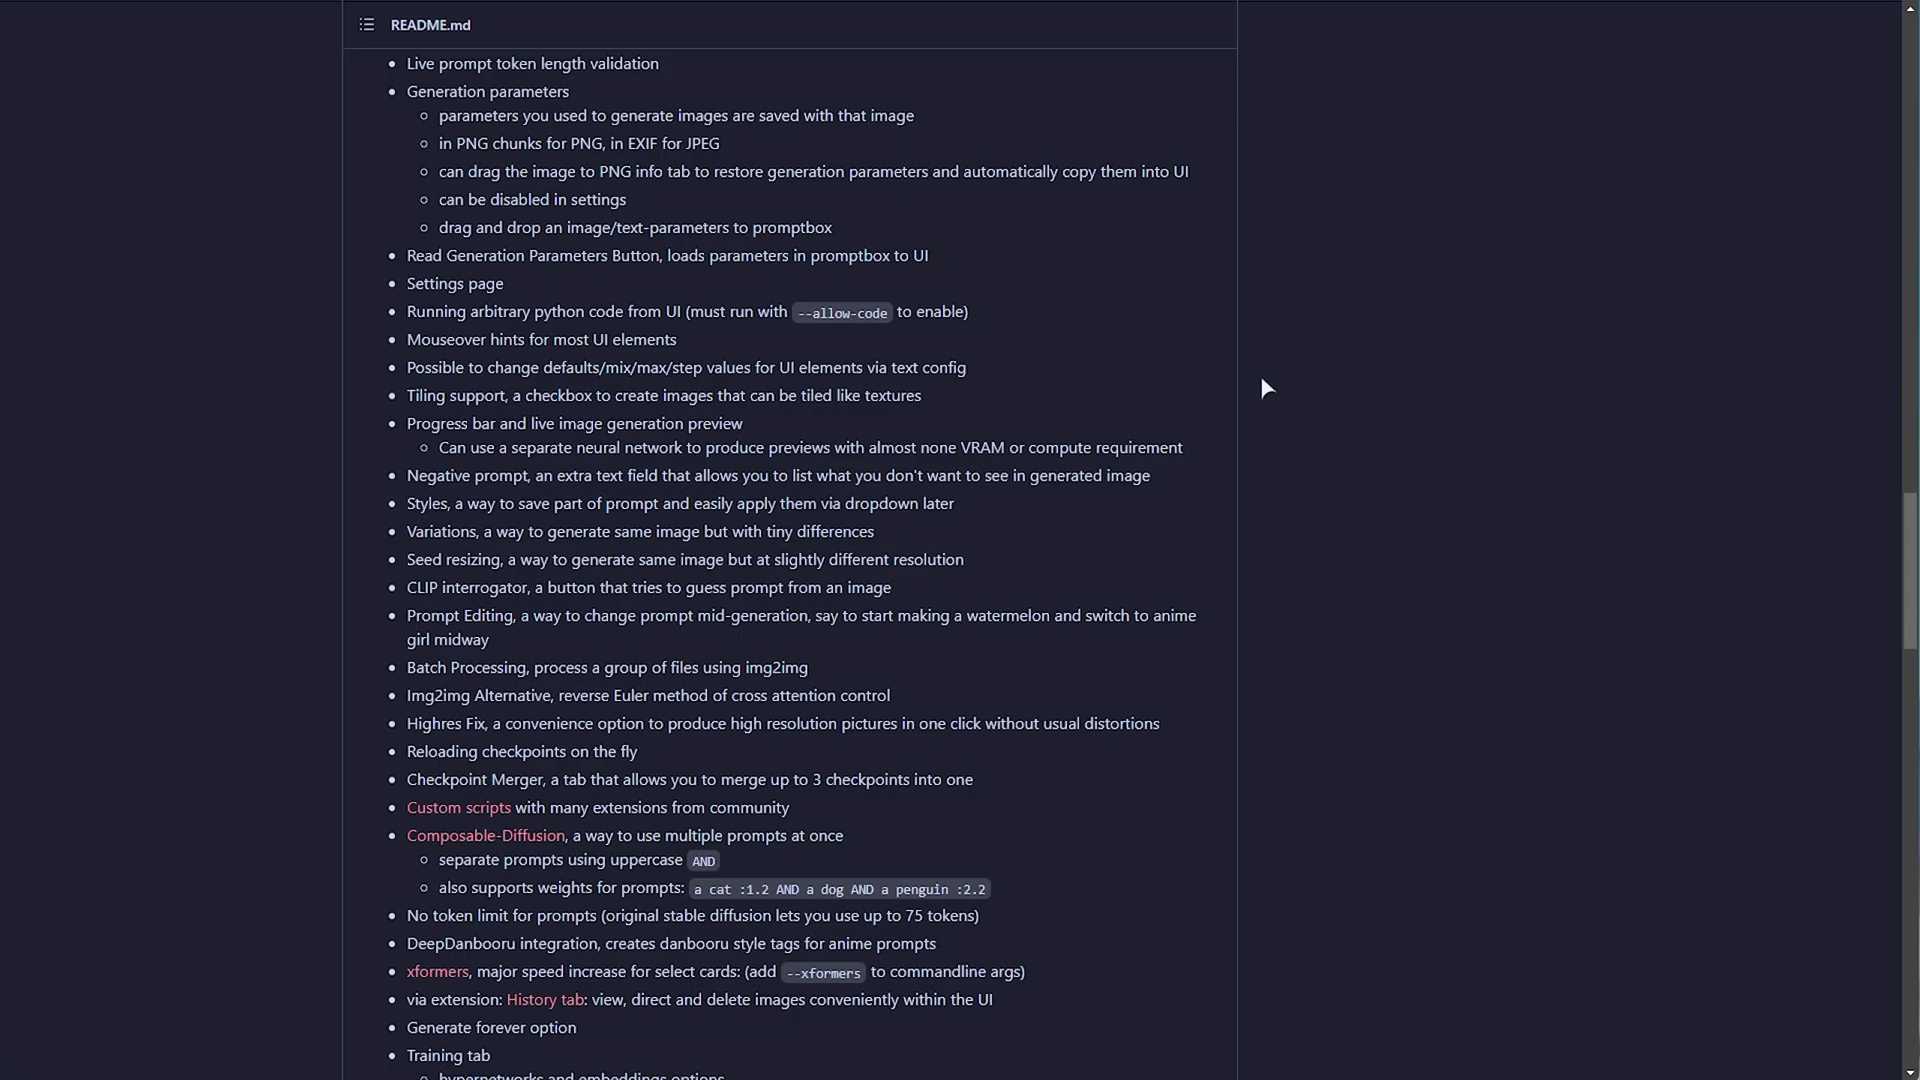 README.md
Live prompt token length validation
Generation parameters
parameters you used to generate images are saved with that image
in PNG chunks for PNG, in EXIF for JPEG
can drag the image to PNG info tab to restore generation parameters and automatically copy them into UI
can be disabled in settings
drag and drop an image/text-parameters to promptbox
Read Generation Parameters Button, loads parameters in promptbox to UI
Settings page
Running arbitrary python code from UI (must run with --allow-code to enable)
Mouseover hints for most UI elements
Possible to change defaults/mix/max/step values for UI elements via text config
Tiling support, a checkbox to create images that can be tiled like textures
Progress bar and live image generation preview
Can use a separate neural network to produce previews with almost none VRAM or compute requirement
Negative prompt, an extra text field that allows you to list what you don't want to see in generated image
Styles, a way to save part of prompt and easily apply them via dropdown later
Variations, a way to generate same image but with tiny differences
Seed resizing, a way to generate same image but at slightly different resolution
CLIP interrogator, a button that tries to guess prompt from an image
Prompt Editing, a way to change prompt mid-generation, say to start making a watermelon and switch to anime
girl midway
Batch Processing, process a group of files using img2img
Img2img Alternative, reverse Euler method of cross attention control
Highres Fix, a convenience option to produce high resolution pictures in one click without usual distortions
Reloading checkpoints on the fly
Checkpoint Merger, a tab that allows you to merge up to 3 checkpoints into one
Custom scripts with many extensions from community
Composable-Diffusion, a way to use multiple prompts at once
separate prompts using uppercase AND
also supports weights for prompts: a cat :1.2 AND a dog AND a penguin :2.2
No token limit for prompts (original stable diffusion lets you use up to 75 tokens)
DeepDanbooru integration, creates danbooru style tags for anime prompts
xformers, major speed increase for select cards: (add --xformers to commandline args)
via extension: History tab: view, direct and delete images conveniently within the UI
Generate forever option
Training tab
hypernetworks and embeddings options